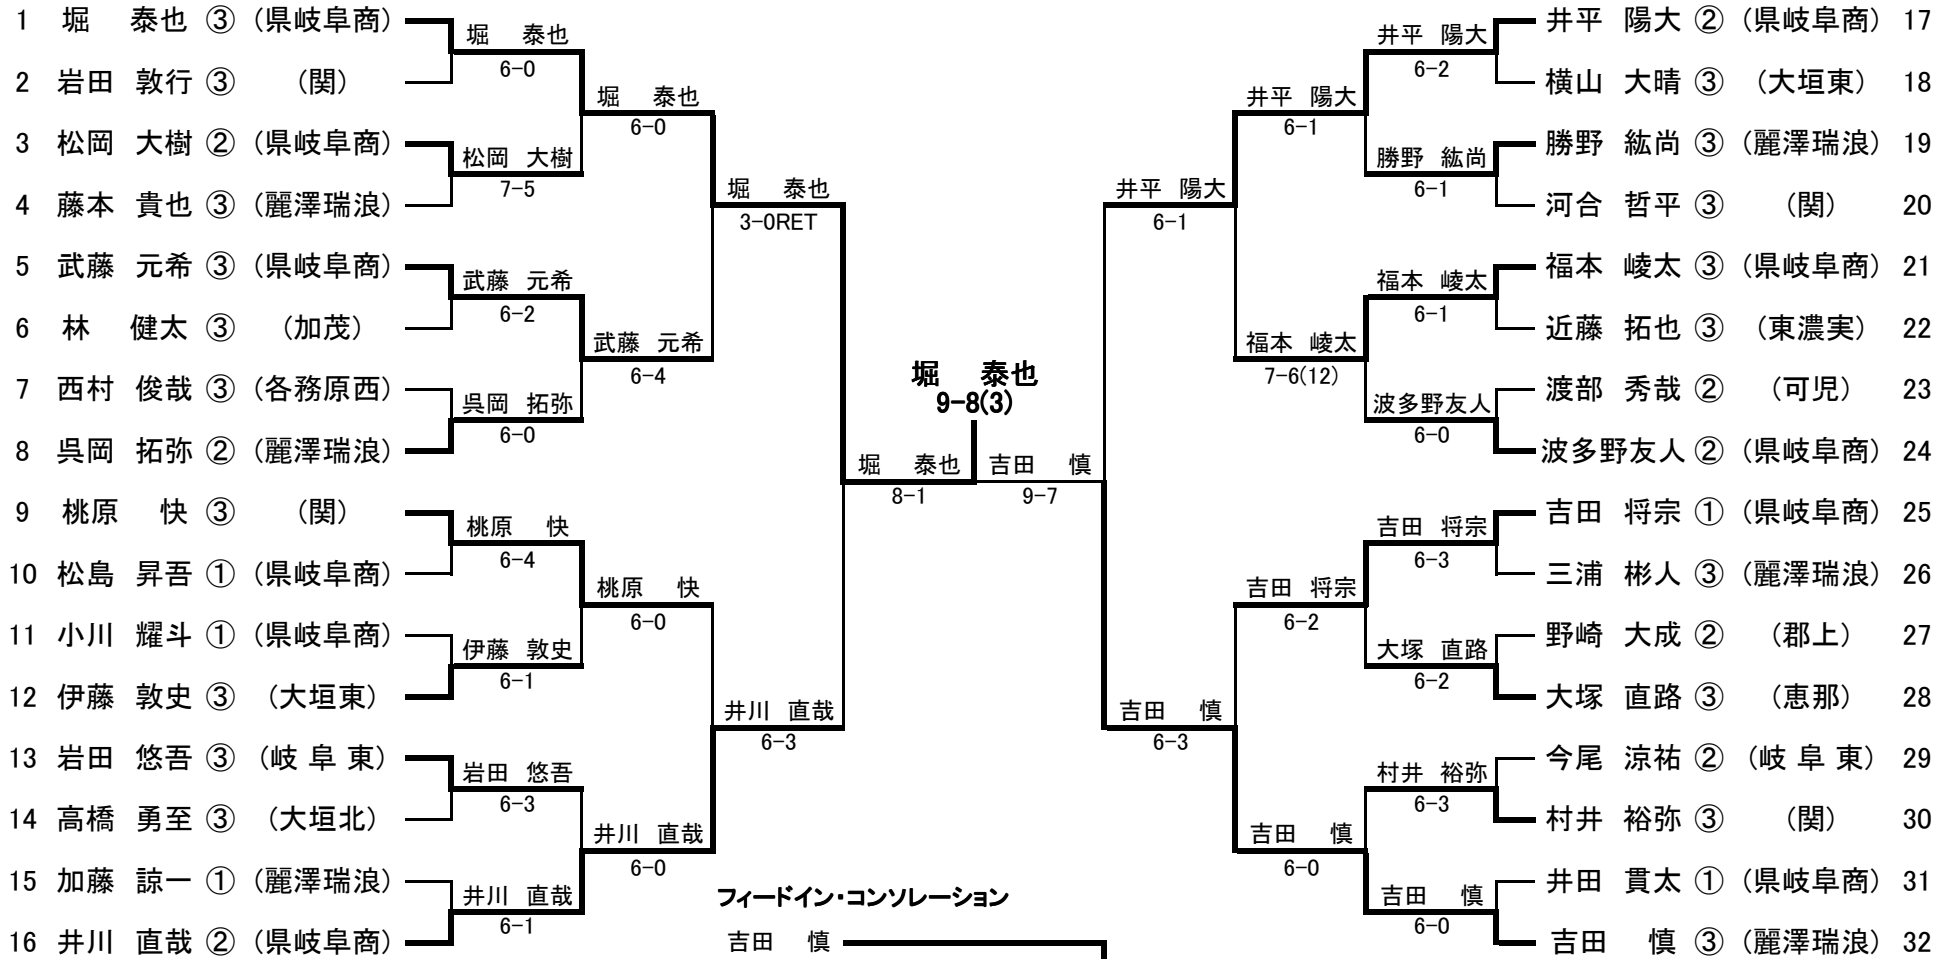 1 堀 泰也 ③ (県岐阜商)
2 岩田 敦行 ③ (関)
3 松岡 大樹 ② (県岐阜商)
4 藤本 貴也 ③ (麗澤瑞浪)
5 武藤 元希 ③ (県岐阜商)
6 林 健太 ③ (加茂)
7 西村 俊哉 ③ (各務原西)
8 呉岡 拓弥 ② (麗澤瑞浪)
9 桃原 快 ③ (関)
10 松島 昇吾 ① (県岐阜商)
11 小川 耀斗 ① (県岐阜商)
12 伊藤 敦史 ③ (大垣東)
13 岩田 悠吾 ③ (岐 阜 東)
14 高橋 勇至 ③ (大垣北)
15 加藤 諒一 ① (麗澤瑞浪)
16 井川 直哉 ② (県岐阜商)
堀 泰也
6-0
松岡 大樹
7-5
武藤 元希
6-2
呉岡 拓弥
6-0
桃原 快
6-4
伊藤 敦史
6-1
岩田 悠吾
6-3
井川 直哉
6-1
堀 泰也
6-0
武藤 元希
6-4
桃原 快
6-0
井川 直哉
6-0
堀 泰也
3-0RET
井川 直哉
6-3
堀 泰也
8-1
堀 泰也
9-8(3)
吉田 慎
9-7
井平 陽大
6-1
吉田 慎
6-3
井平 陽大
6-1
福本 崚太
7-6(12)
吉田 将宗
6-2
吉田 慎
6-0
井平 陽大
6-2
勝野 紘尚
6-1
福本 崚太
6-1
波多野友人
6-0
吉田 将宗
6-3
大塚 直路
6-2
村井 裕弥
6-3
吉田 慎
6-0
井平 陽大 ② (県岐阜商) 17
横山 大晴 ③ (大垣東) 18
勝野 紘尚 ③ (麗澤瑞浪) 19
河合 哲平 ③ (関) 20
福本 崚太 ③ (県岐阜商) 21
近藤 拓也 ③ (東濃実) 22
渡部 秀哉 ② (可児) 23
波多野友人 ② (県岐阜商) 24
吉田 将宗 ① (県岐阜商) 25
三浦 彬人 ③ (麗澤瑞浪) 26
野崎 大成 ② (郡上) 27
大塚 直路 ③ (恵那) 28
今尾 涼祐 ② (岐 阜 東) 29
村井 裕弥 ③ (関) 30
井田 貫太 ① (県岐阜商) 31
吉田 慎 ③ (麗澤瑞浪) 32
フィードイン・コンソレーション
吉田 慎